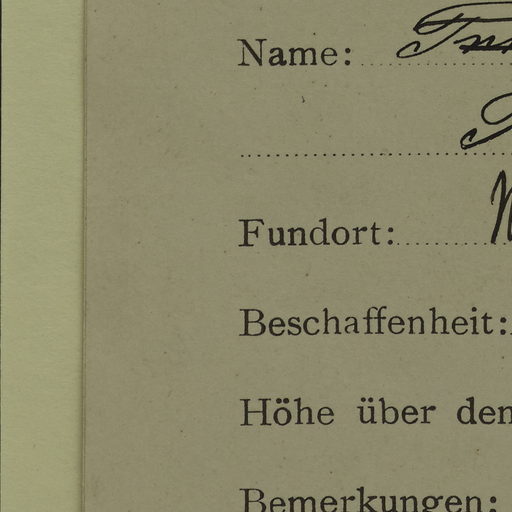 Name:
Fundort:
Beschaffenheit:
Höhe über den
Bemerkungen: